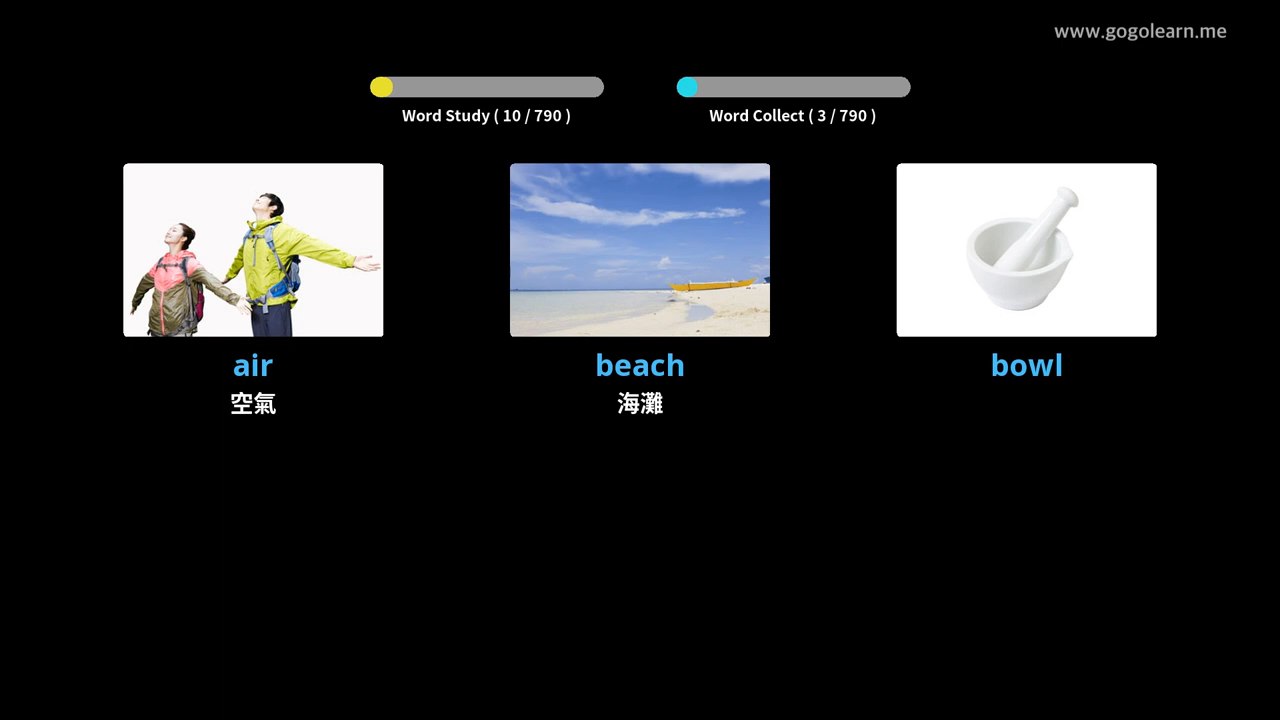 www.gogolearn.me
Word Study ( 10 / 790 )
Word Collect ( 3 / 790 )
air
空氣
beach
海灘
bowl